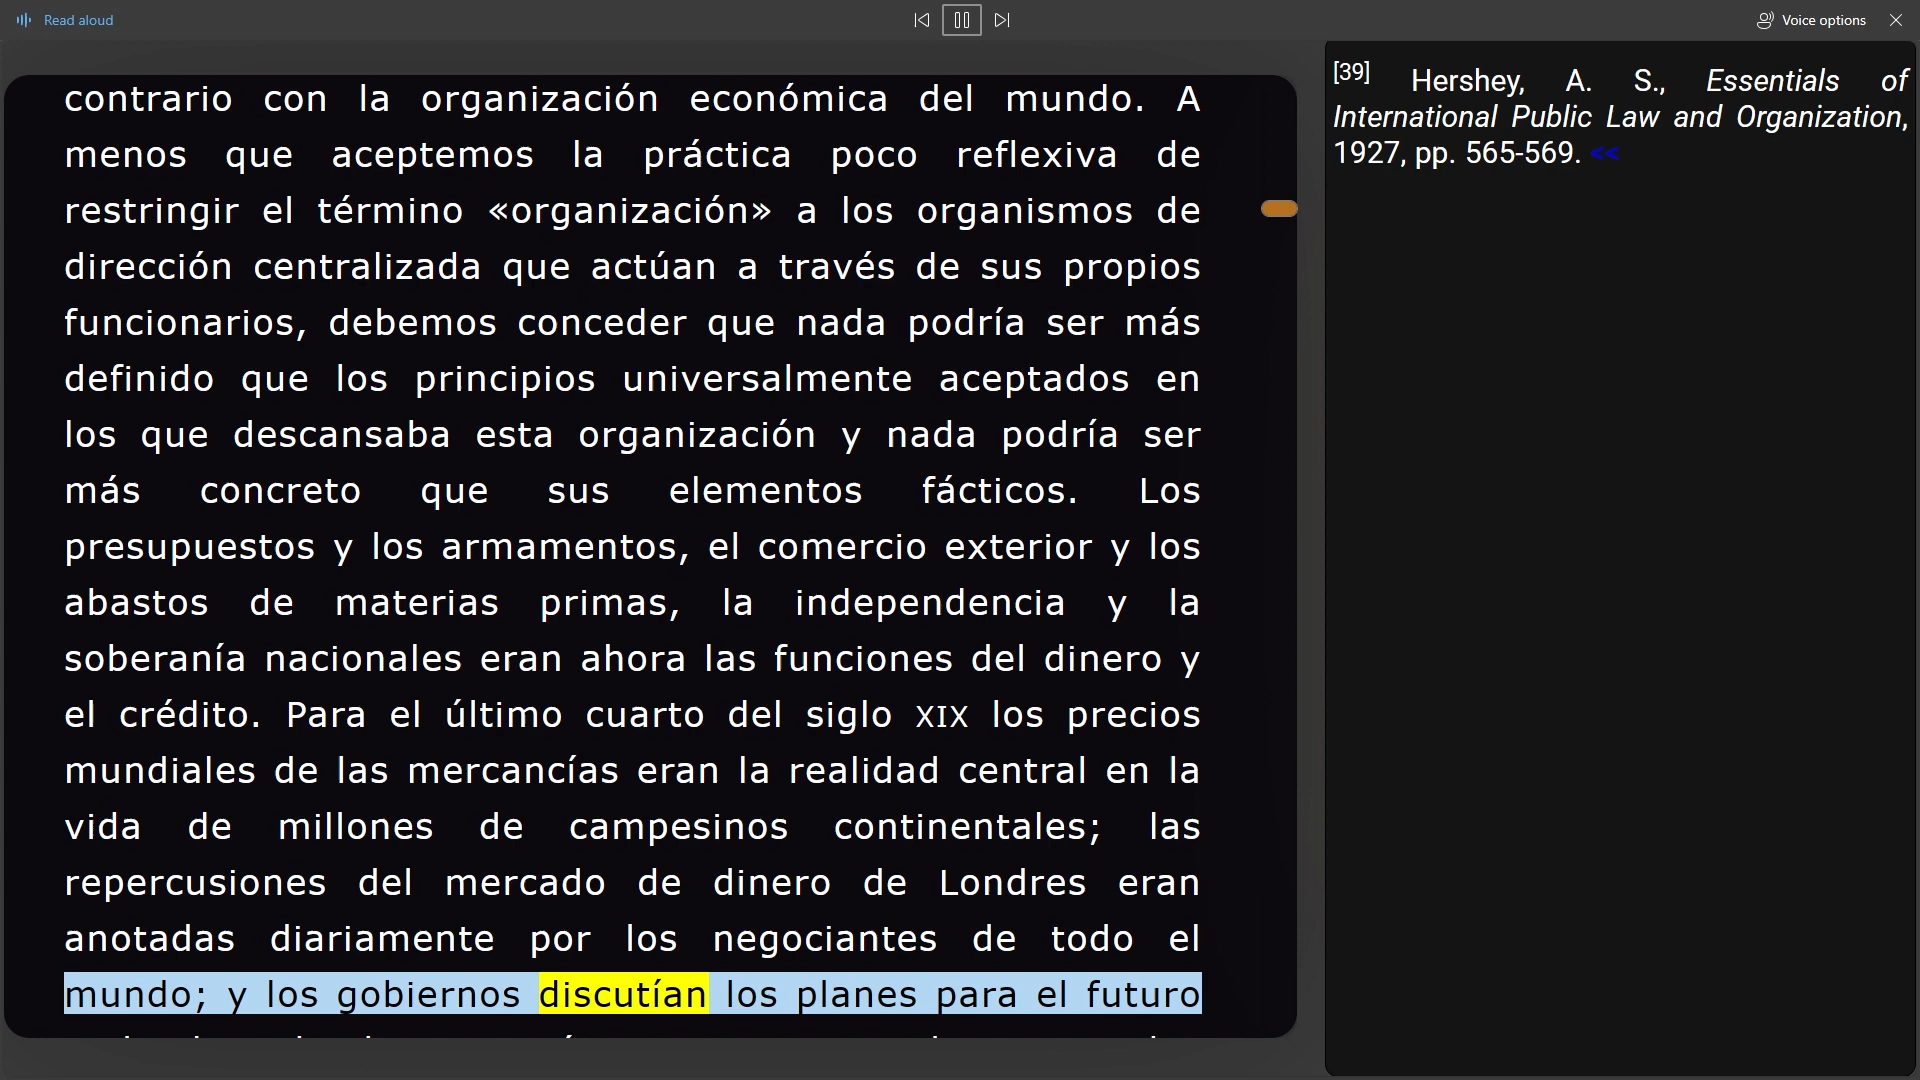 Read aloud
Voice options
contrario con la organización económica del mundo. A
menos que aceptemos la práctica poco reflexiva de
restringir el término «organización» a los organismos de
dirección centralizada que actúan a través de sus propios
funcionarios, debemos conceder que nada podría ser más
definido que los principios universalmente aceptados en
los que descansaba esta organización y nada podría ser
más concreto que sus elementos fácticos. Los
presupuestos y los armamentos, el comercio exterior y los
abastos de materias primas, la independencia y la
soberanía nacionales eran ahora las funciones del dinero y
el crédito. Para el último cuarto del siglo XIX los precios
mundiales de las mercancías eran la realidad central en la
vida de millones de campesinos continentales; las
repercusiones del mercado de dinero de Londres eran
anotadas diariamente por los negociantes de todo el
mundo; y los gobiernos discutían los planes para el futuro
[39] Hershey, A. S., Essentials of
International Public Law and Organization,
1927, pp. 565-569. <<